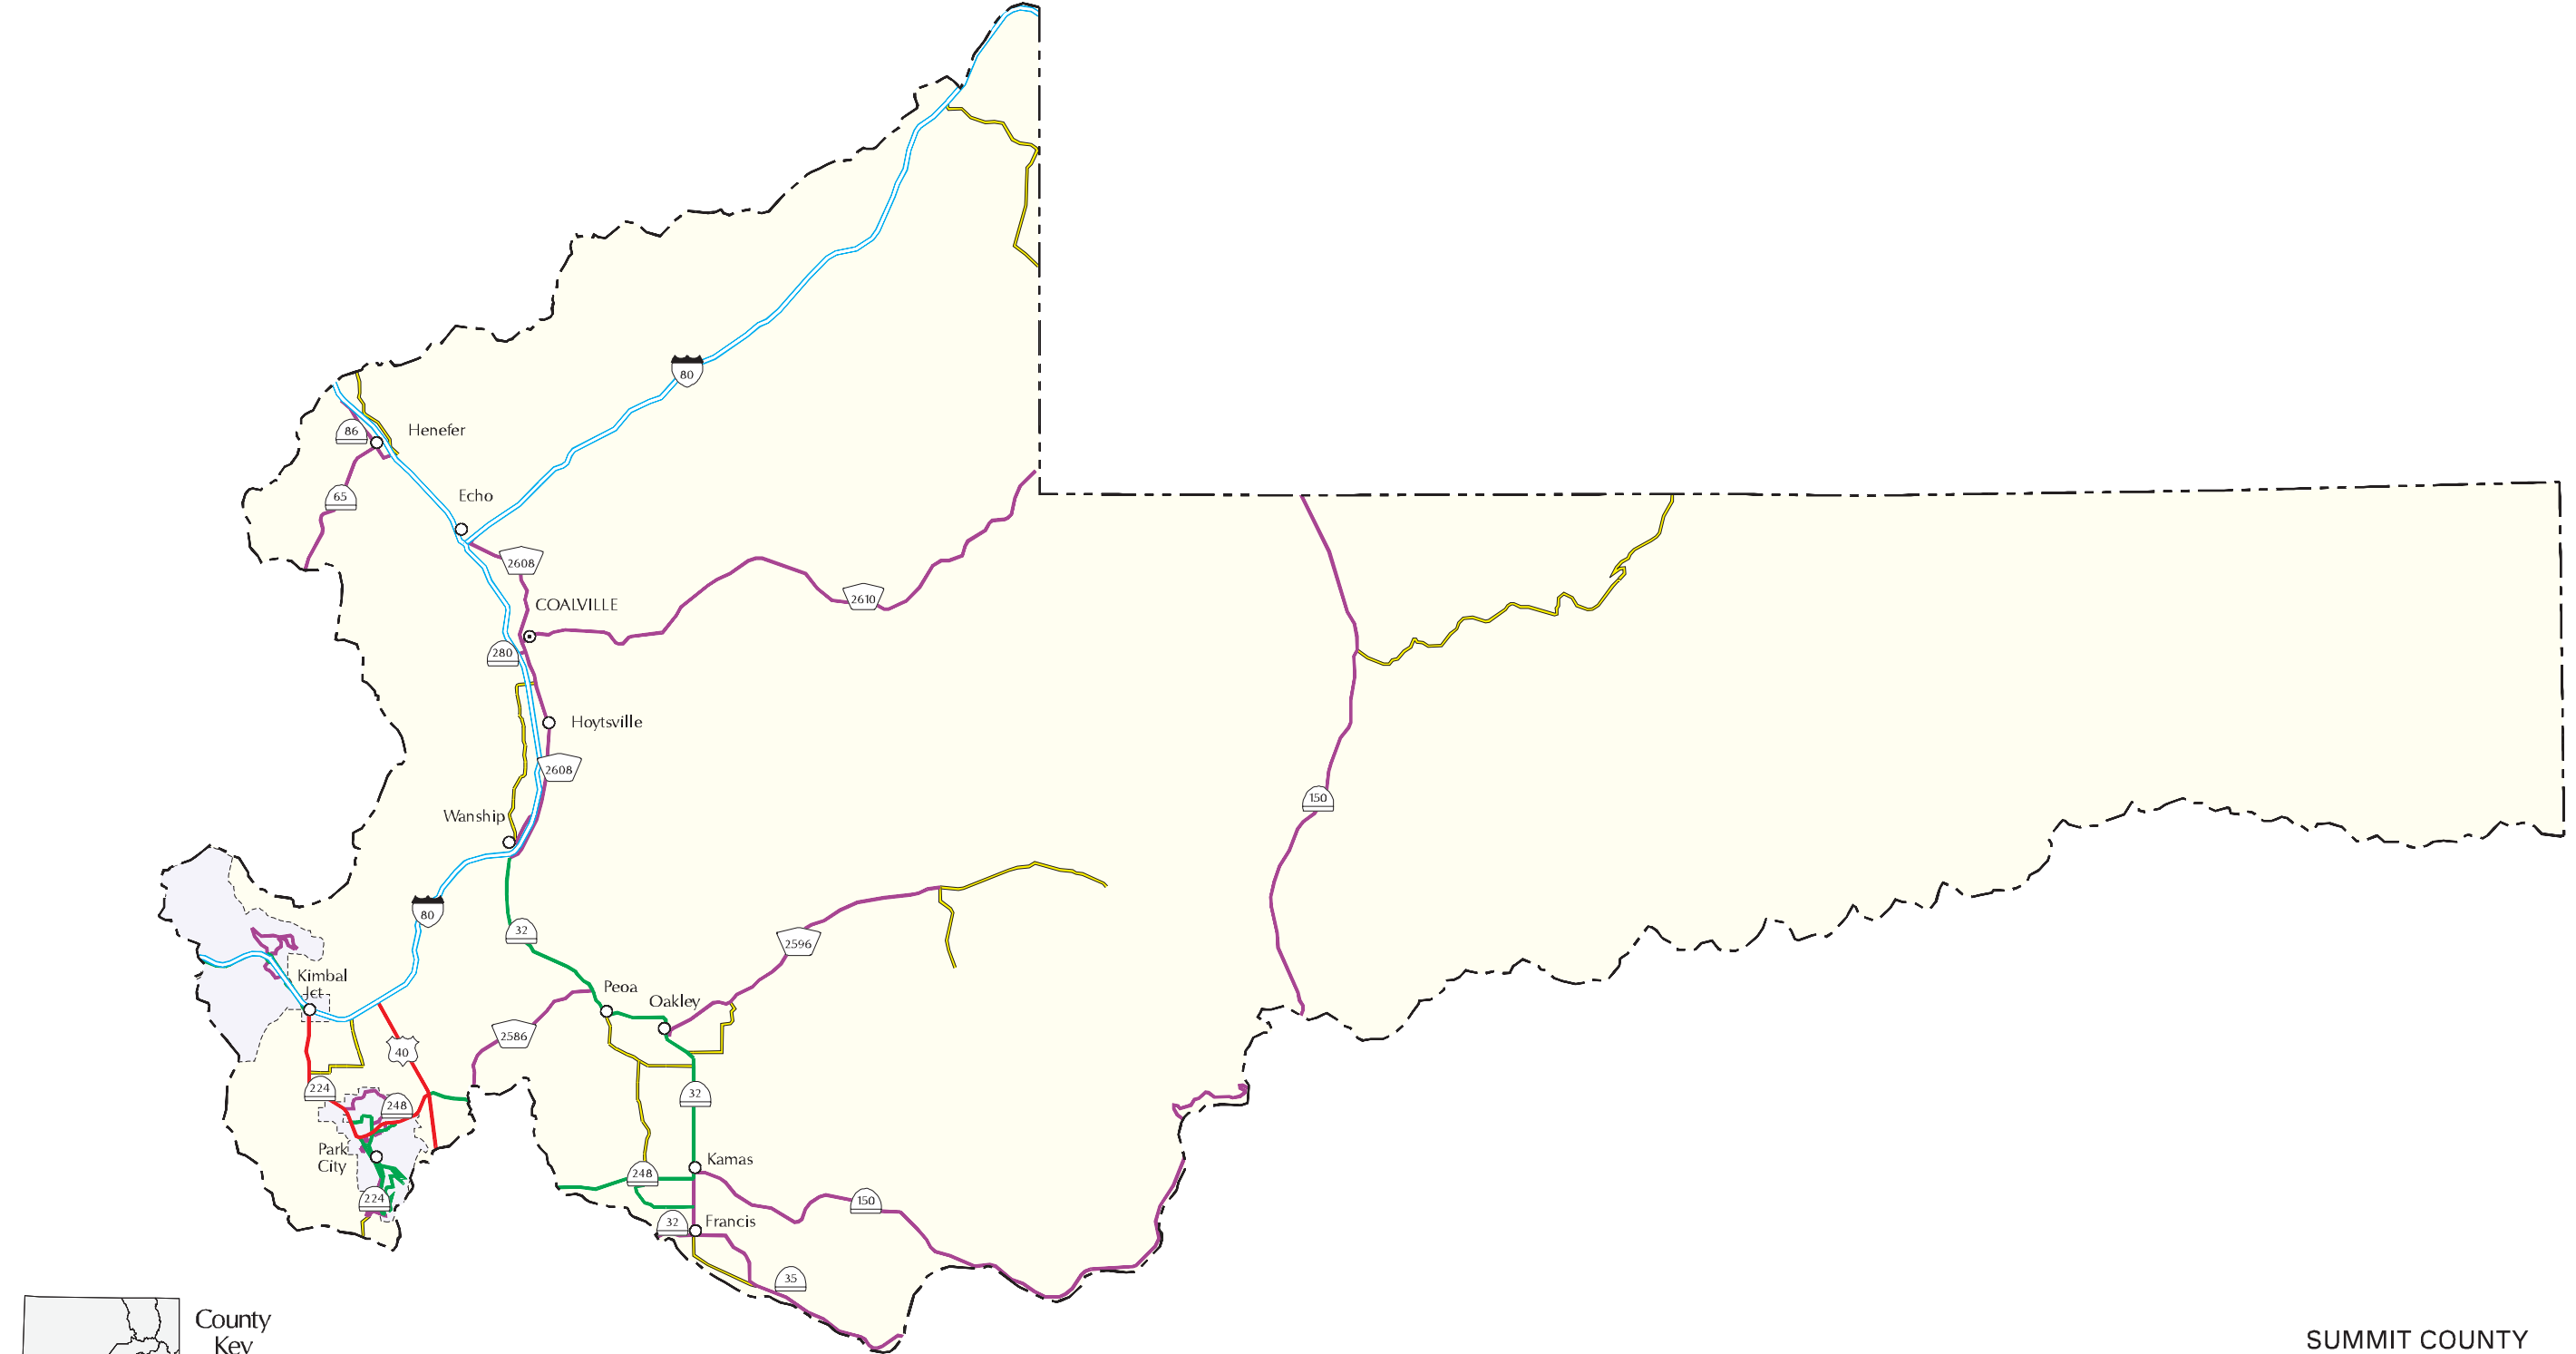 80
86
Henefer
65
Echo
2608
COALVILLE
2610
280
Hoytsville
2608
150
Wanship
80
32
2596
Kimbal
Jct
Peoa
Oakley
2586
40
224
248
32
Park
City
Kamas
248
224
150
Francis
32
35
County
Key
SUMMIT COUNTY